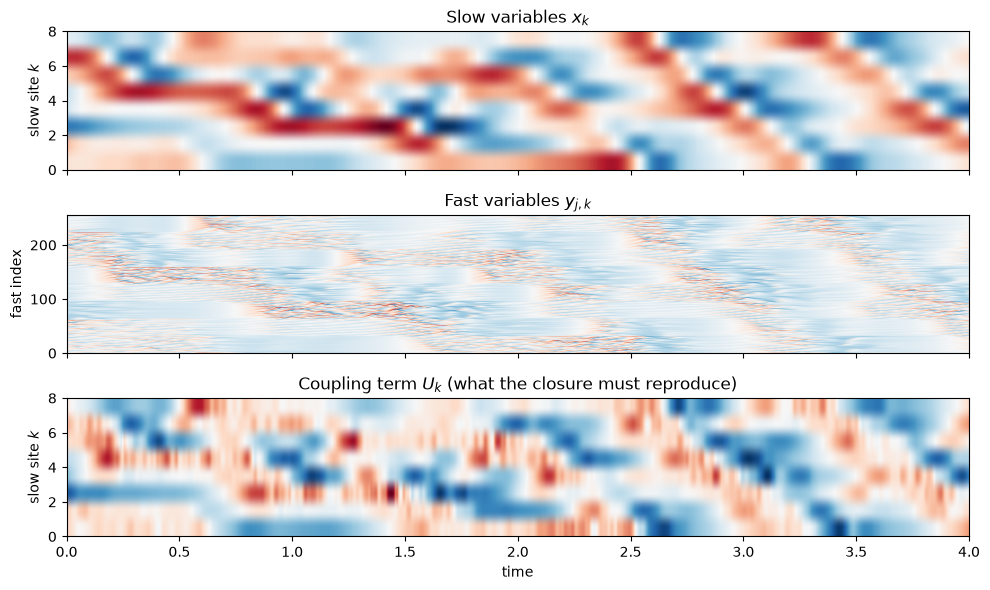 Slow variables x_k
8
6
4
2
0
slow site k
Fast variables y_{j,k}
200
100
0
fast index
Coupling term U_k (what the closure must reproduce)
8
6
4
2
0
slow site k
0.0 0.5 1.0 1.5 2.0 2.5 3.0 3.5 4.0
time